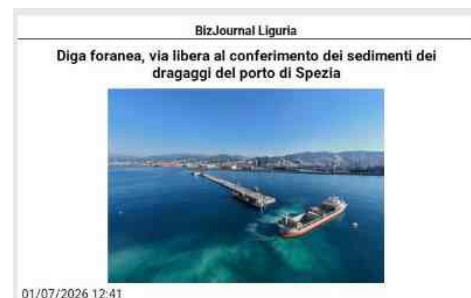 BizJournal Liguria
Diga foranea, via libera al conferimento dei sedimenti dei
dragaggi del porto di Spezia
01/07/2026 12:41